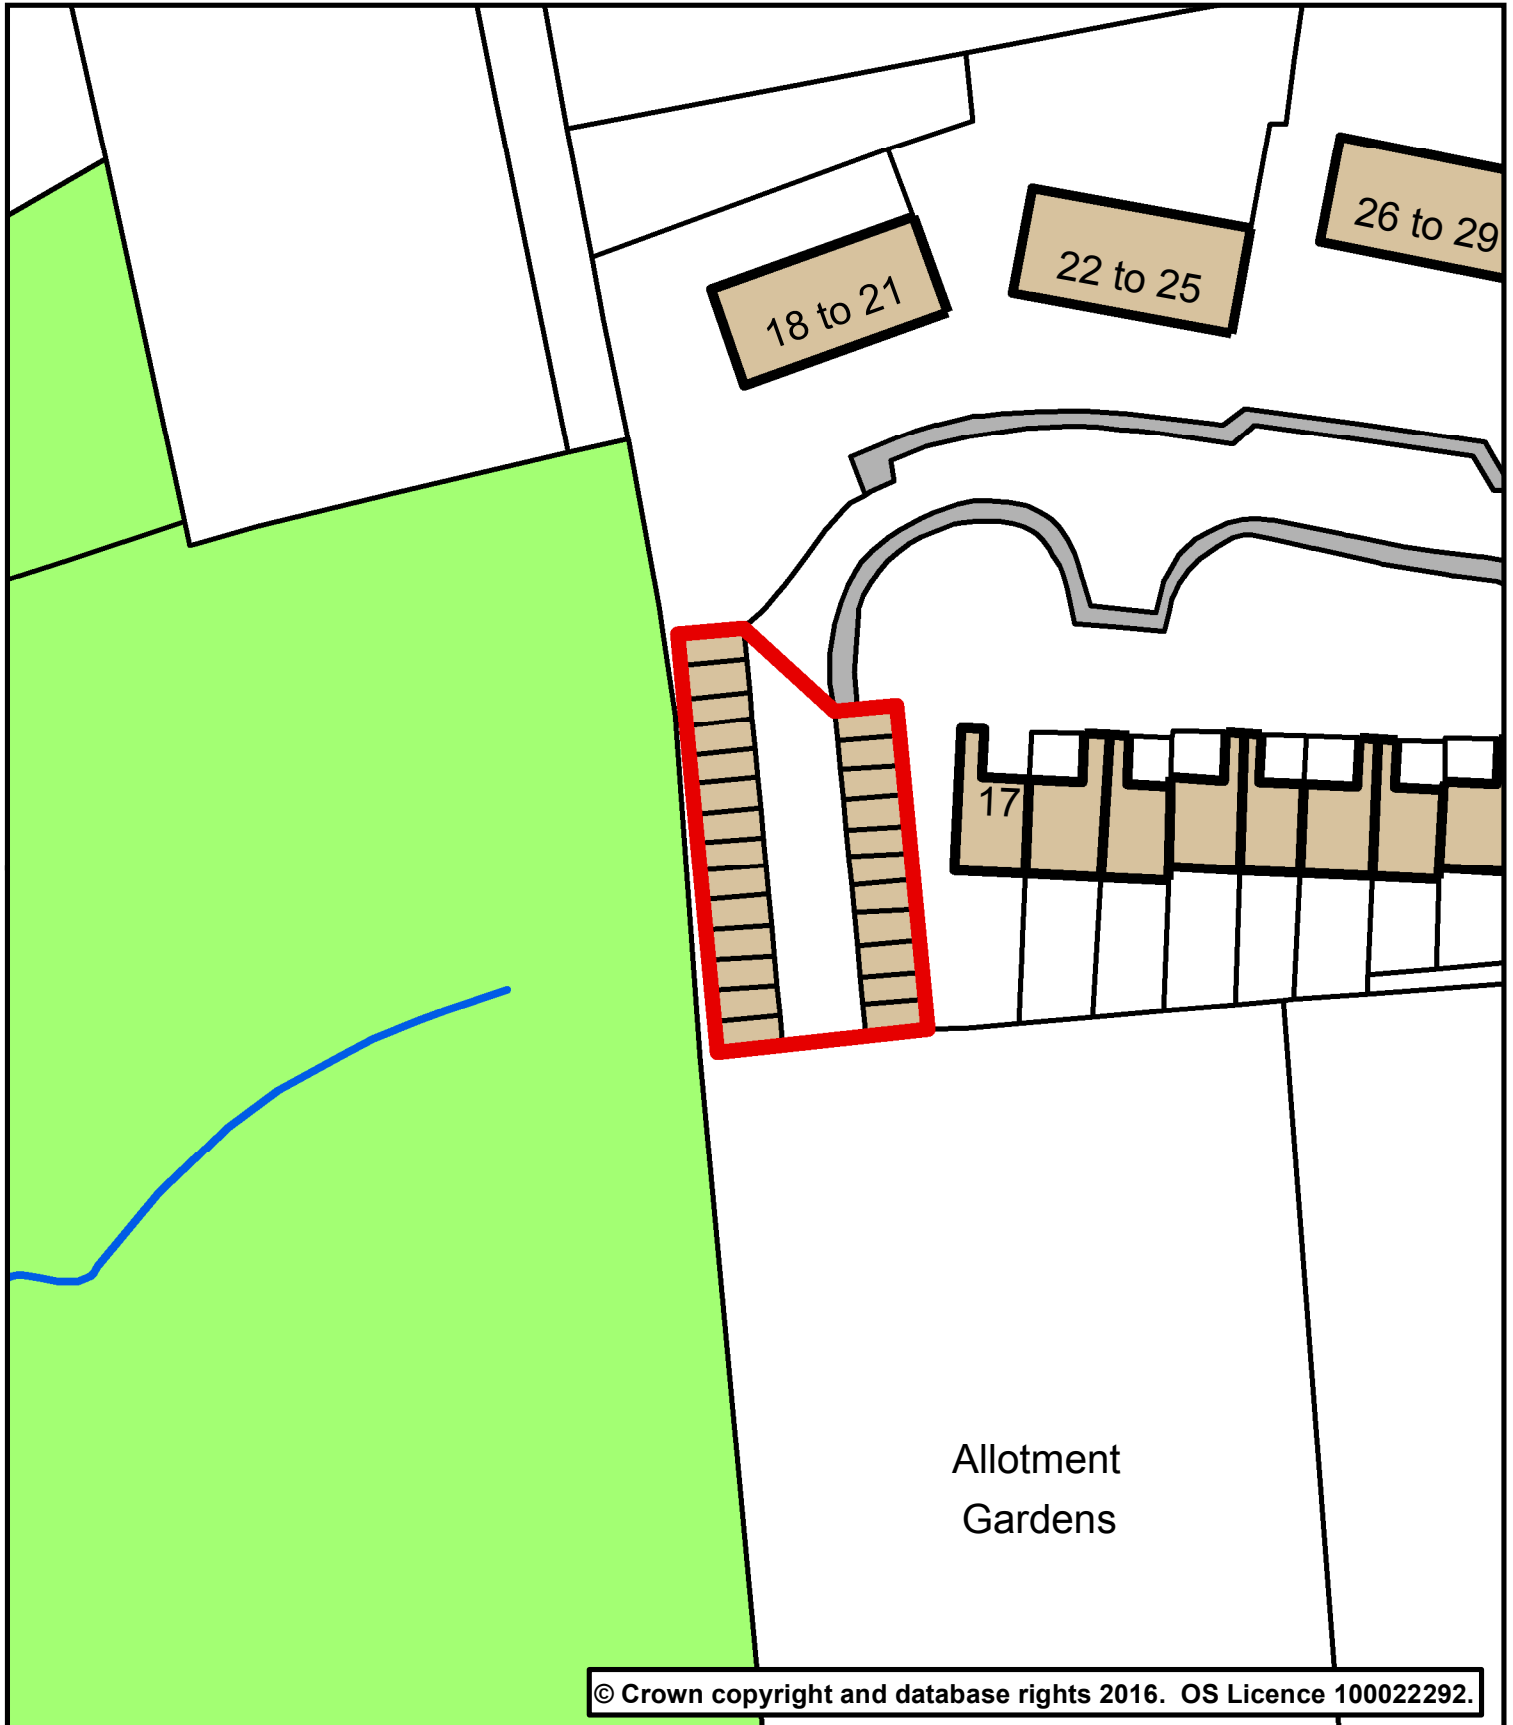 26 to 29
22 to 25
18 to 21
17
Allotment
Gardens
© Crown copyright and database rights 2016. OS Licence 100022292.